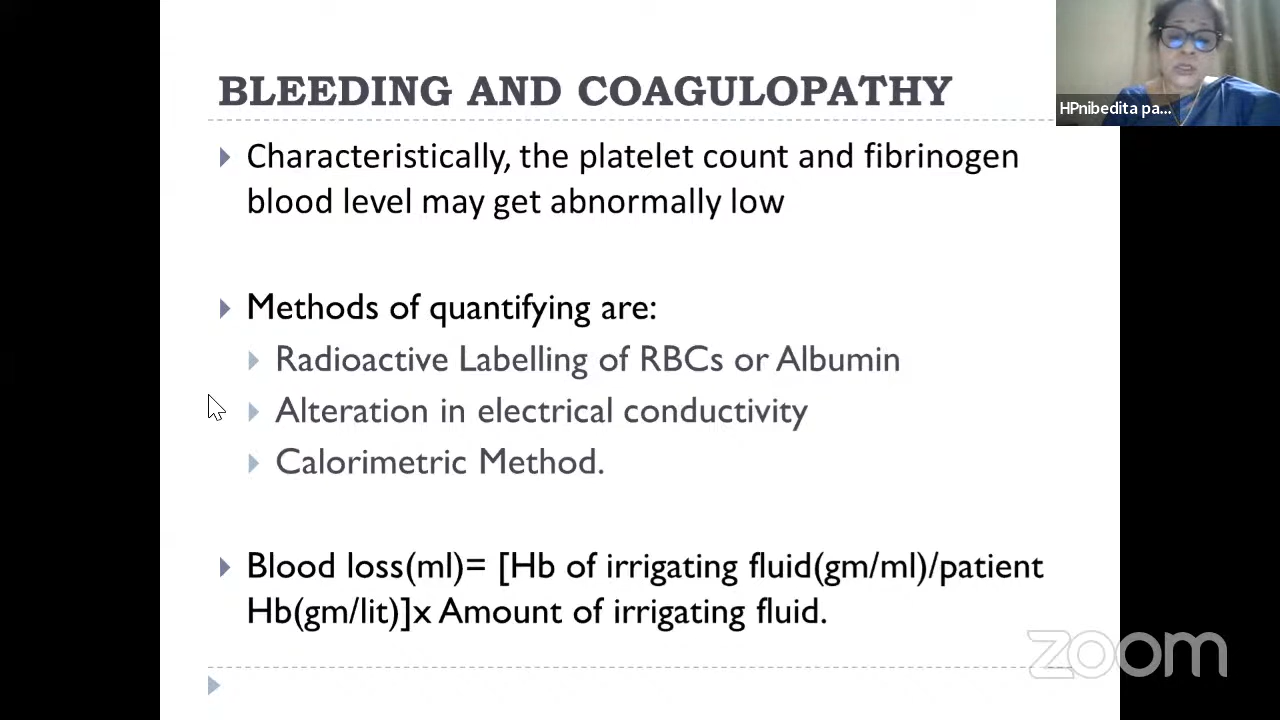 BLEEDING AND COAGULOPATHY
HPnibedita pa...
Characteristically, the platelet count and fibrinogen
blood level may get abnormally low
Methods of quantifying are:
Radioactive Labelling of RBCs or Albumin
Alteration in electrical conductivity
Calorimetric Method.
Blood loss(ml)= [Hb of irrigating fluid(gm/ml)/patient
Hb(gm/lit)]x Amount of irrigating fluid.
zoom